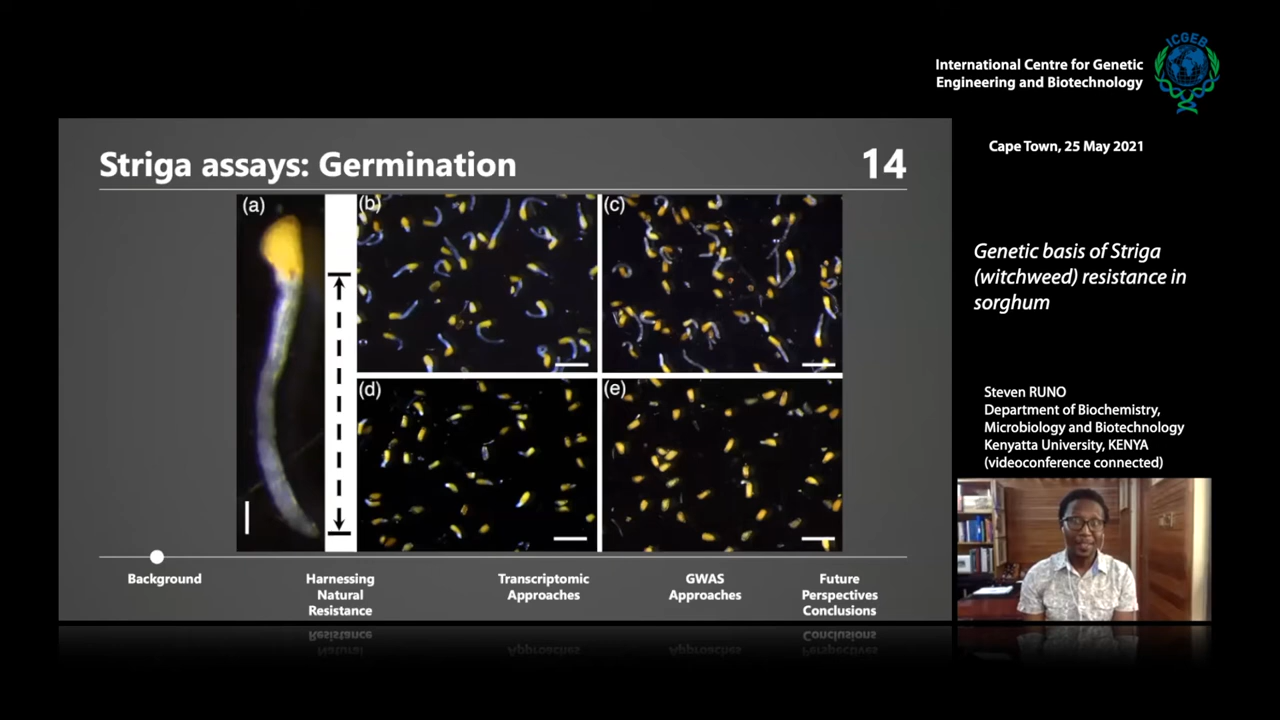 ICGEB
International Centre for Genetic
Engineering and Biotechnology
Cape Town, 25 May 2021
Striga assays: Germination
14
(a)
(b)
(c)
(d)
(e)
Genetic basis of Striga
(witchweed) resistance in
sorghum
Steven RUNO
Department of Biochemistry,
Microbiology and Biotechnology
Kenyatta University, KENYA
(videoconference connected)
Background
Harnessing
Natural
Resistance
Transcriptomic
Approaches
GWAS
Approaches
Future
Perspectives
Conclusions